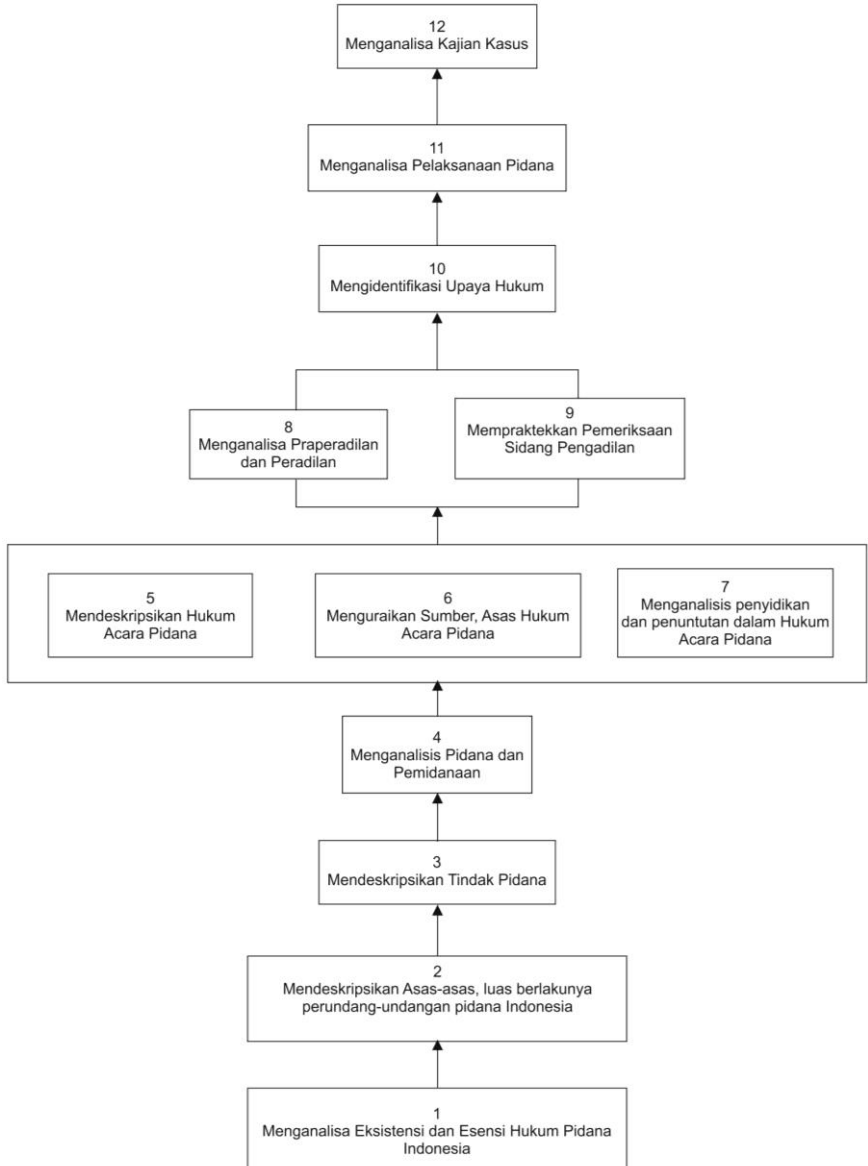 12
Menganalisa Kajian Kasus
11
Menganalisa Pelaksanaan Pidana
10
Mengidentifikasi Upaya Hukum
8
Menganalisa Praperadilan
dan Peradilan
9
Mempraktekkan Pemeriksaan
Sidang Pengadilan
5
Mendeskripsikan Hukum
Acara Pidana
6
Menguraikan Sumber, Asas Hukum
Acara Pidana
7
Menganalisis penyidikan
dan penuntutan dalam Hukum
Acara Pidana
4
Menganalisis Pidana dan
Pemidanaan
3
Mendeskripsikan Tindak Pidana
2
Mendeskripsikan Asas-asas, luas berlakunya
perundang-undangan pidana Indonesia
1
Menganalisa Eksistensi dan Esensi Hukum Pidana
Indonesia